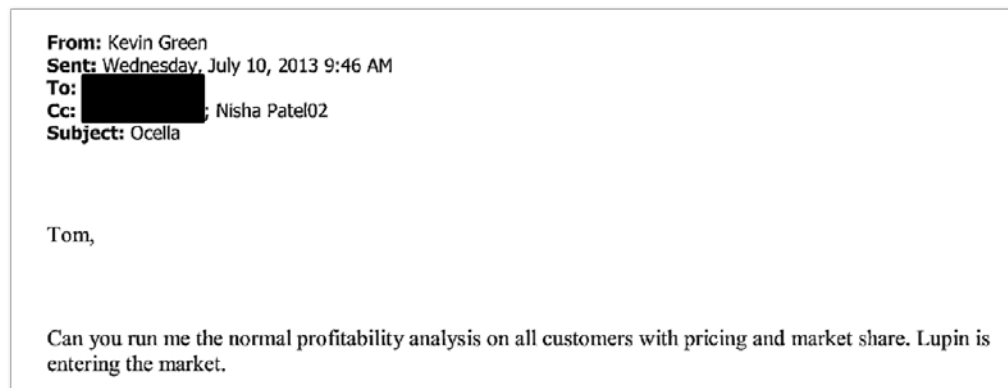 From: Kevin Green
Sent: Wednesday, July 10, 2013 9:46 AM
To:
Cc: ; Nisha Patel02
Subject: Ocella
Tom,
Can you run me the normal profitability analysis on all customers with pricing and market share. Lupin is
entering the market.